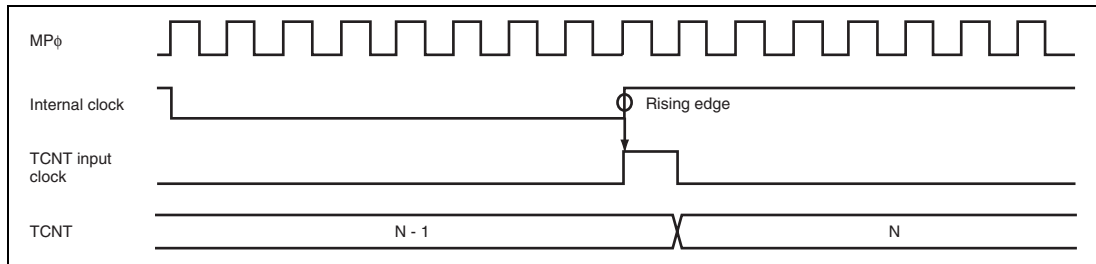 MPφ
Internal clock
Rising edge
TCNT input
clock
TCNT
N - 1
N